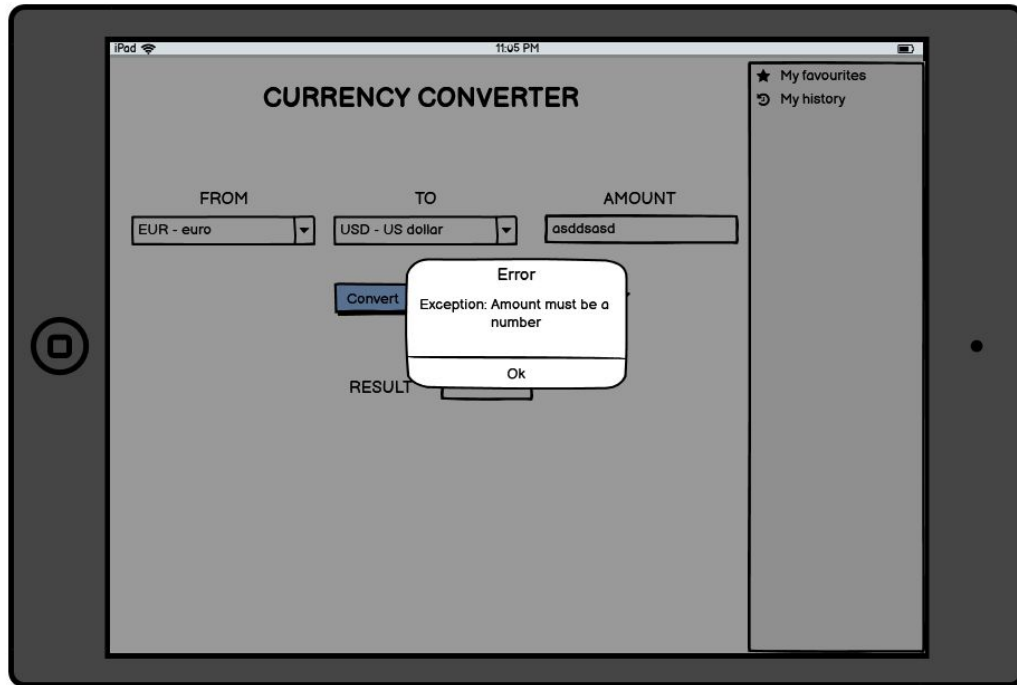 iPad 11:05 PM
CURRENCY CONVERTER
My favourites
My history
FROM TO AMOUNT
EUR - euro USD - US dollar asddsasd
Convert
Error
Exception: Amount must be a
number
Ok
RESULT